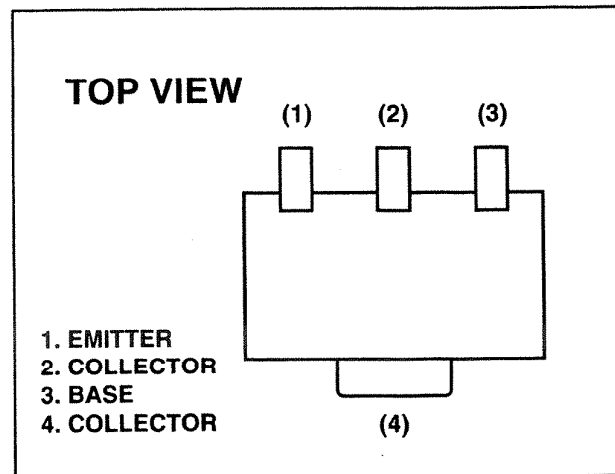 TOP VIEW
(1) (2) (3)
1. EMITTER
2. COLLECTOR
3. BASE
4. COLLECTOR
(4)